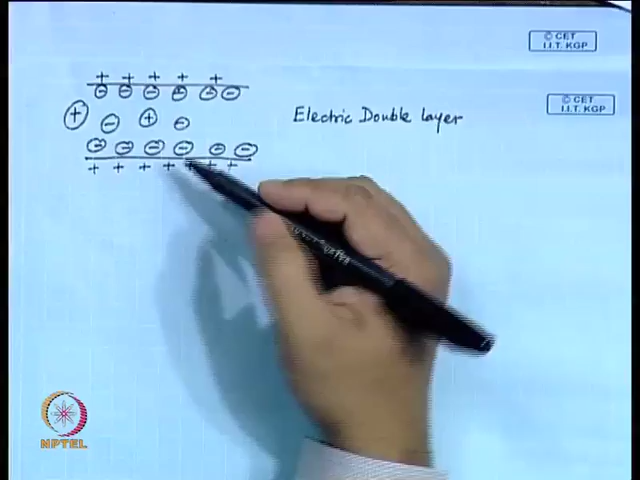 © CET
I.I.T. KGP
© CET
I.I.T. KGP
+ + + + +
- - - - - -
+ - + -
- - - - - -
+ + + + + + +
Electric Double layer
NPTEL